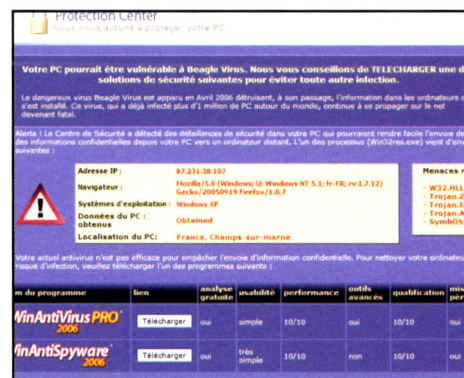 Protection Center
Nous vous aidons à protéger votre PC
Votre PC pourrait être vulnérable à Beagle Virus. Nous vous conseillons de TELECHARGER une d
solutions de sécurité suivantes pour éviter toute autre infection.
Le dangereux virus Beagle Virus est apparu en Avril 2006 détruisant, à son passage, l'information dans les ordinateurs
s'est installé. Ce virus, qui a déjà infecté plus d'1 million de PC autour du monde, continue à se propager sur le net
devenant fatal.
Alerte ! Le Centre de Sécurité a détecté des défaillances de sécurité dans votre PC qui pourraient rendre facile l'envoie de
des informations confidentielles depuis votre PC vers un ordinateur distant. L'un des processus (Win32res.exe) vient d'env
suivantes :
Adresse IP : 87.231.38.107
Navigateur : Mozilla/5.0 (Windows; U; Windows NT 5.1; fr-FR; rv:1.7.12)
Gecko/20050919 Firefox/1.0.7
Systèmes d'exploitation : Windows XP
Données du PC : obtenus Obtained
Localisation du PC: France, Champs-sur-marne
Menaces
- W32.HLL
- Trojan.Z
- Trojan.E
- Trojan.A
- SymbOS
Votre actuel antivirus n'est pas efficace pour empêcher l'envoie d'information confidentielle. Pour nettoyer votre ordinateu
risque d'infection, veuillez télécharger l'un des programmes suivants :
m du programme lien analyse gratuite usabilité performance outils avancés qualification mis pér
WinAntiVirus PRO 2006 Télécharger oui simple 10/10 oui 10/10 oui
WinAntiSpyware 2006 Télécharger oui très simple 10/10 non 10/10 oui